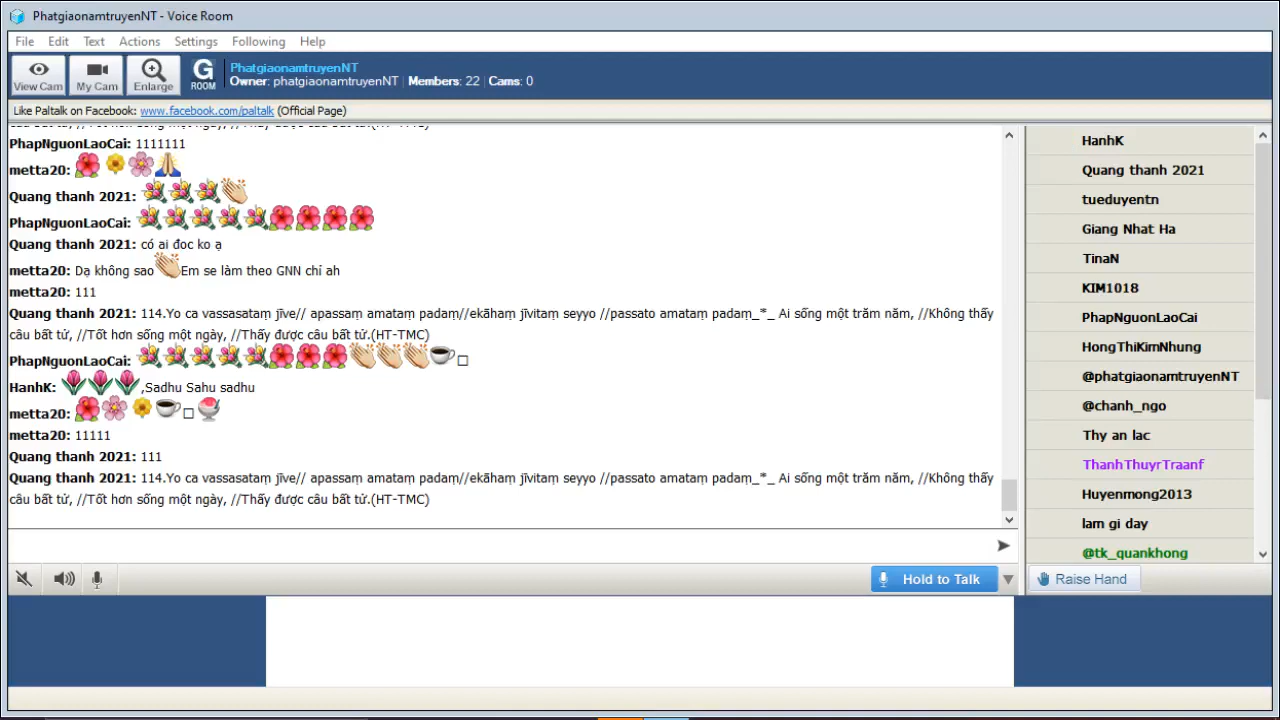 PhatgiaonamtruyenNT - Voice Room
File Edit Text Actions Settings Following Help
View Cam My Cam Enlarge G ROOM
PhatgiaonamtruyenNT
Owner: phatgiaonamtruyenNT Members: 22 Cams: 0
Like Paltalk on Facebook: www.facebook.com/paltalk (Official Page)
PhapNguonLaoCai: 1111111
metta20:
Quang thanh 2021:
PhapNguonLaoCai:
Quang thanh 2021: có ai đoc ko ạ
metta20: Dạ không sao Em se làm theo GNN chỉ ah
metta20: 111
Quang thanh 2021: 114.Yo ca vassasataṃ jīve// apassaṃ amataṃ padaṃ//ekāhaṃ jīvitaṃ seyyo //passato amataṃ padaṃ_*_ Ai sống một trăm năm, //Không thấy
câu bất tử, //Tốt hơn sống một ngày, //Thấy được câu bất tử.(HT-TMC)
PhapNguonLaoCai:
HanhK: ,Sadhu Sahu sadhu
metta20:
metta20: 11111
Quang thanh 2021: 111
Quang thanh 2021: 114.Yo ca vassasataṃ jīve// apassaṃ amataṃ padaṃ//ekāhaṃ jīvitaṃ seyyo //passato amataṃ padaṃ_*_ Ai sống một trăm năm, //Không thấy
câu bất tử, //Tốt hơn sống một ngày, //Thấy được câu bất tử.(HT-TMC)
Hold to Talk
HanhK
Quang thanh 2021
tueduyentn
Giang Nhat Ha
TinaN
KIM1018
PhapNguonLaoCai
HongThiKimNhung
@phatgiaonamtruyenNT
@chanh_ngo
Thy an lac
ThanhThuyrTraanf
Huyenmong2013
lam gi day
@tk_quankhong
Raise Hand